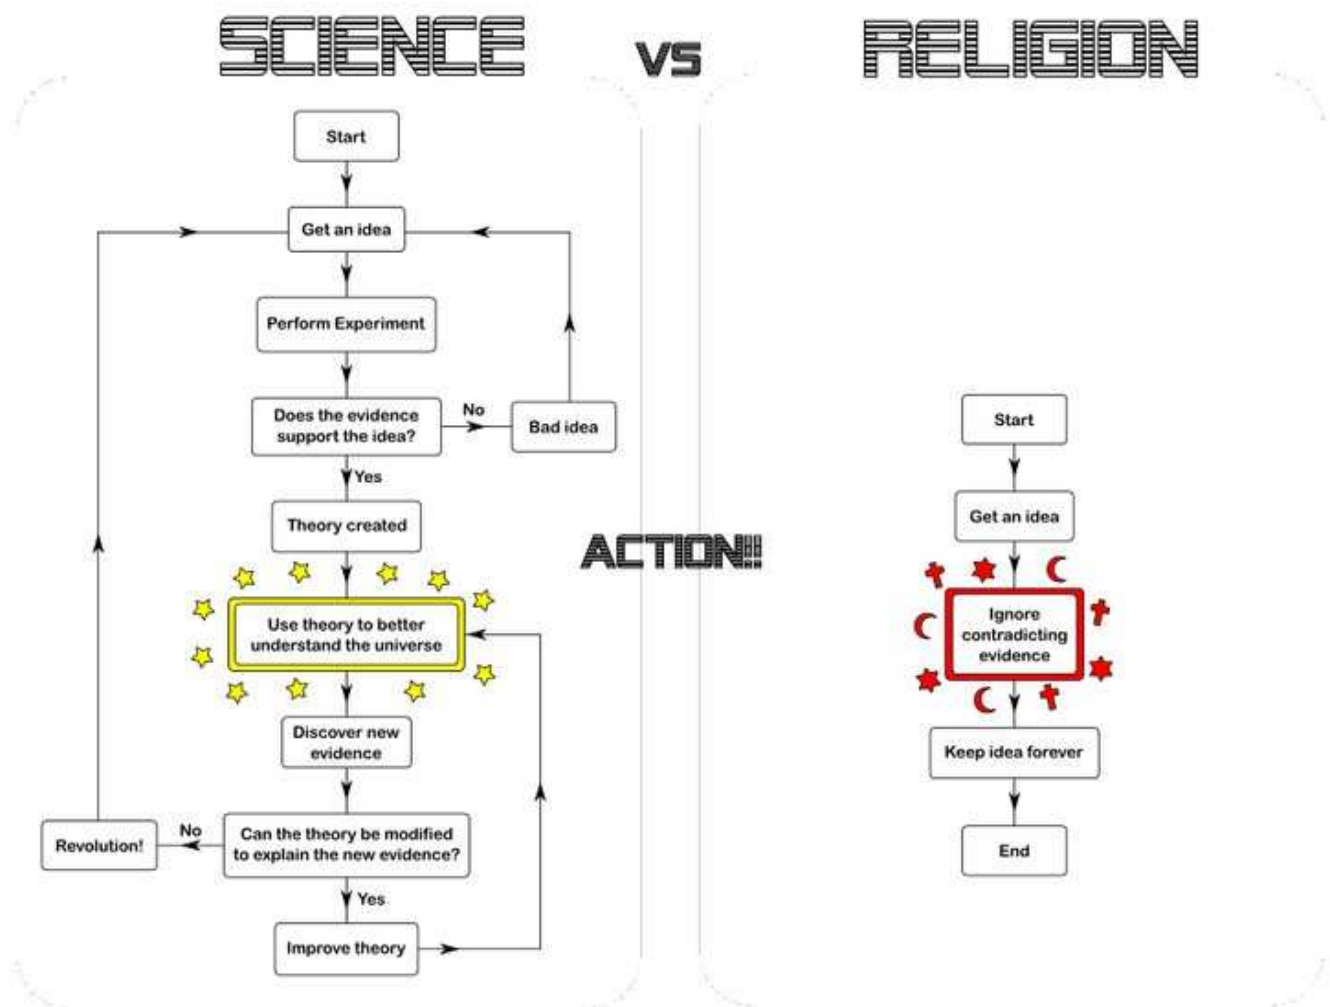 SCIENCE
VS
RELIGION
Start
Get an idea
Perform Experiment
Does the evidence
support the idea?
No
Bad idea
Yes
Theory created
Use theory to better
understand the universe
Discover new
evidence
Can the theory be modified
to explain the new evidence?
No
Revolution!
Yes
Improve theory
ACTION!!
Start
Get an idea
Ignore
contradicting
evidence
Keep idea forever
End